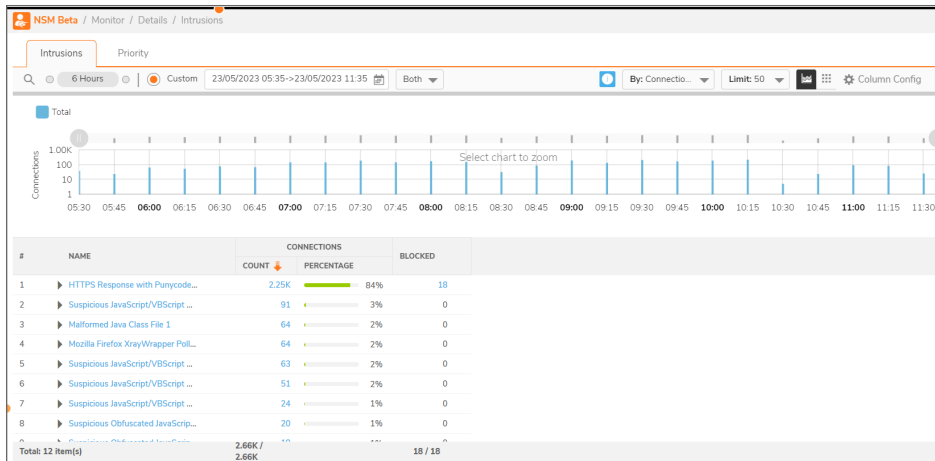 NSM Beta / Monitor / Details / Intrusions
Intrusions Priority
6 Hours Custom 23/05/2023 05:35->23/05/2023 11:35 Both By: Connectio... Limit: 50 Column Config
Total
Select chart to zoom
Connections
1.00K
100
10
1
05:30 05:45 06:00 06:15 06:30 06:45 07:00 07:15 07:30 07:45 08:00 08:15 08:30 08:45 09:00 09:15 09:30 09:45 10:00 10:15 10:30 10:45 11:00 11:15 11:30
# NAME CONNECTIONS BLOCKED
COUNT PERCENTAGE
1 HTTPS Response with Punycode... 2.25K 84% 18
2 Suspicious JavaScript/VBScript ... 91 3% 0
3 Malformed Java Class File 1 64 2% 0
4 Mozilla Firefox XrayWrapper Poll... 64 2% 0
5 Suspicious JavaScript/VBScript ... 63 2% 0
6 Suspicious JavaScript/VBScript ... 51 2% 0
7 Suspicious JavaScript/VBScript ... 24 1% 0
8 Suspicious Obfuscated JavaScrip... 20 1% 0
Total: 12 item(s) 2.66K / 18 / 18
2.66K